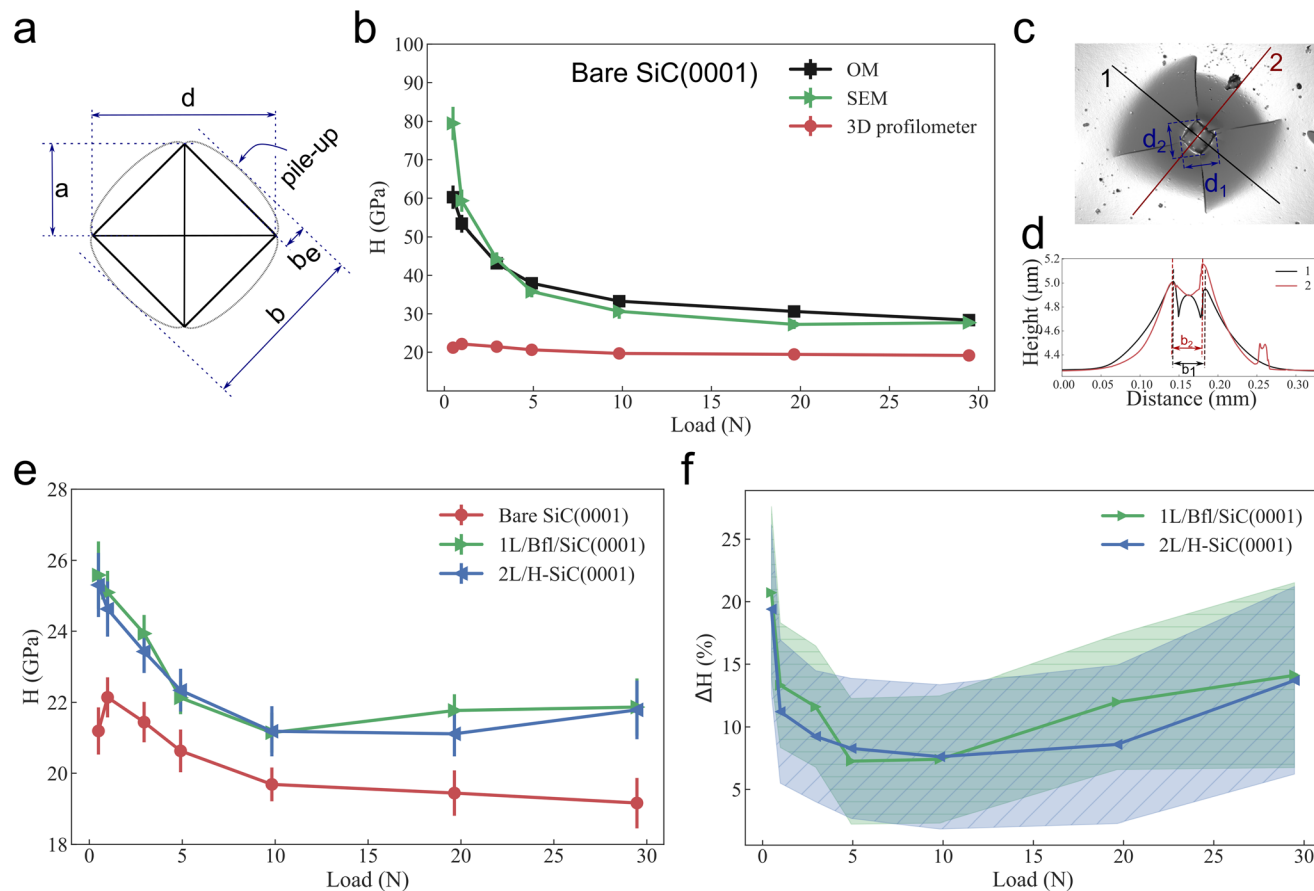 a
d
a
pile-up
be
b
b
Bare SiC(0001)
OM
SEM
3D profilometer
100
90
80
70
60
50
40
30
20
H (GPa)
0 5 10 15 20 25 30
Load (N)
c
1
2
d2
d1
d
5.2
5.0
4.8
4.6
4.4
Height (μm)
1
2
b2
b1
0.00 0.05 0.10 0.15 0.20 0.25 0.30
Distance (mm)
e
28
26
24
22
20
18
H (GPa)
Bare SiC(0001)
1L/Bfl/SiC(0001)
2L/H-SiC(0001)
0 5 10 15 20 25 30
Load (N)
f
25
20
15
10
5
ΔH (%)
1L/Bfl/SiC(0001)
2L/H-SiC(0001)
0 5 10 15 20 25 30
Load (N)